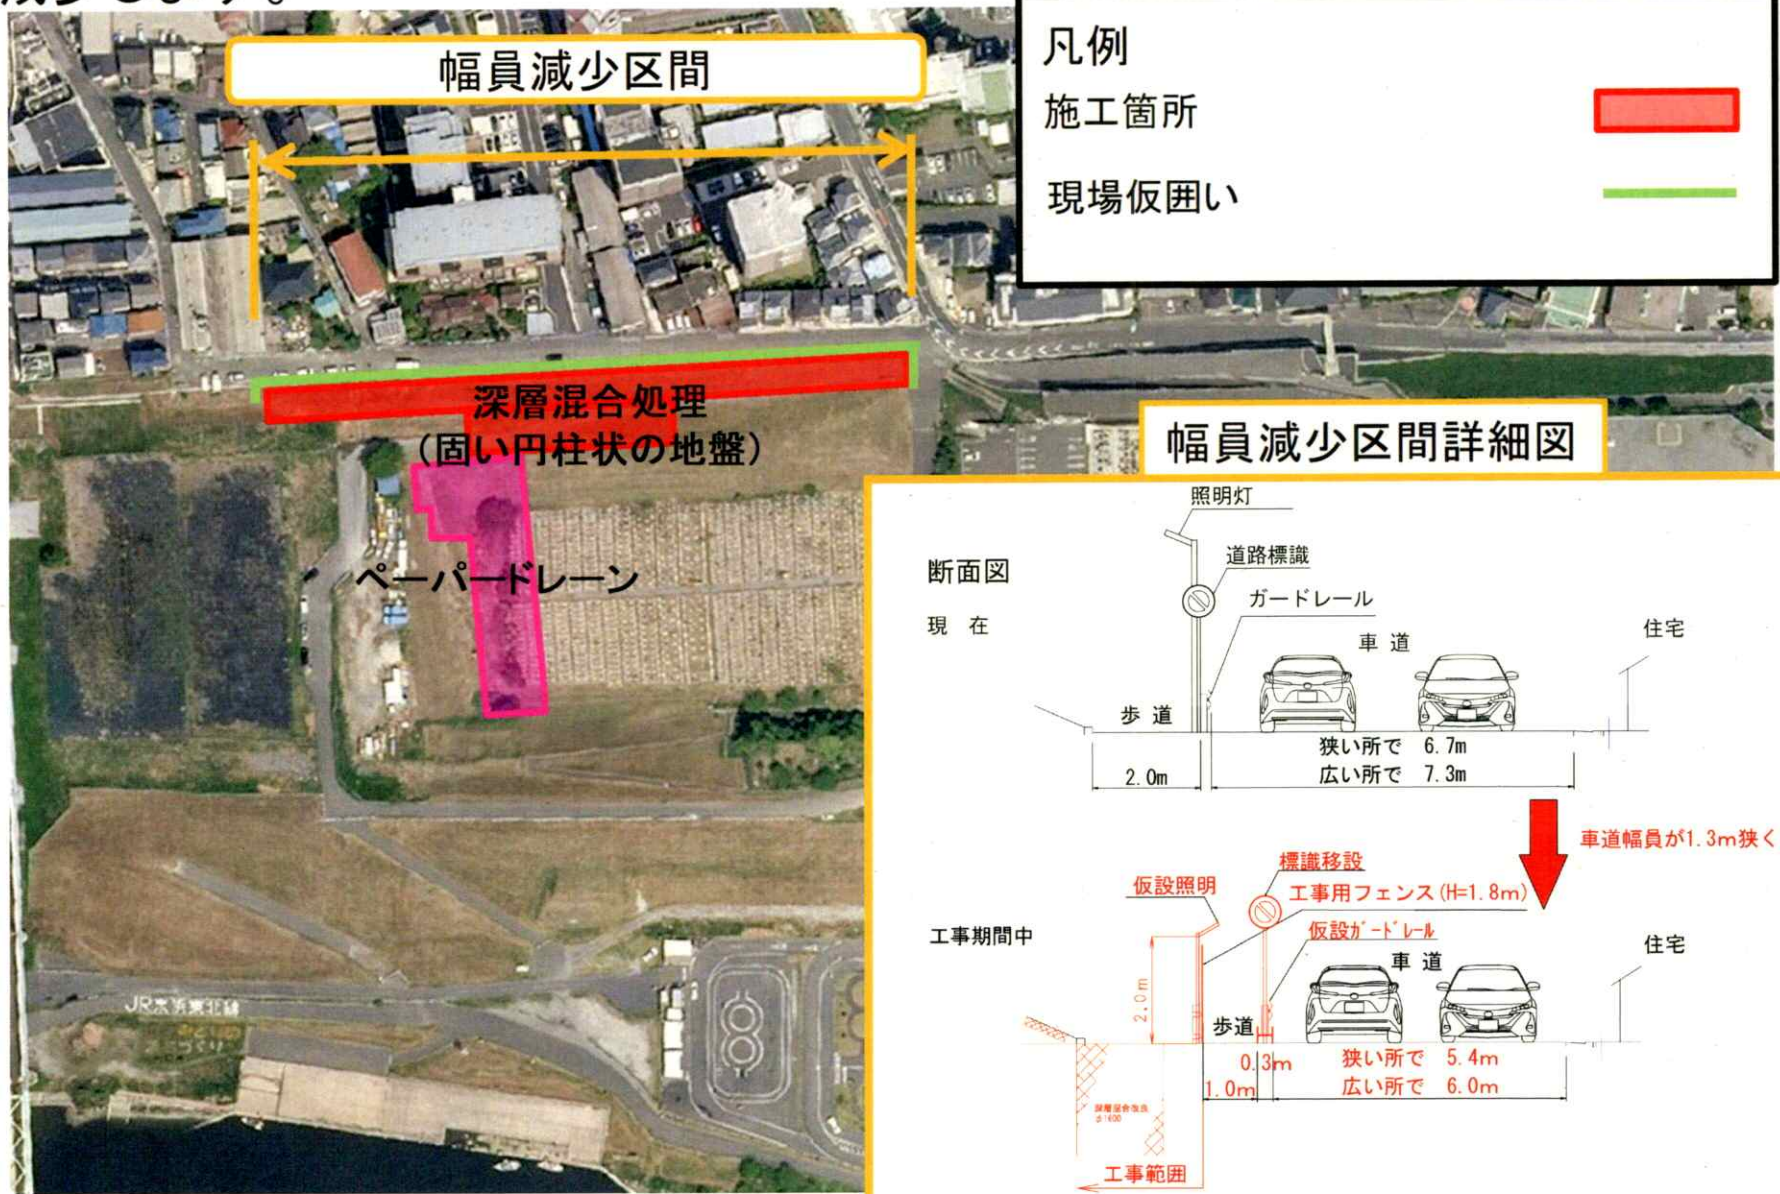 幅員減少区間
凡例
施工箇所
現場仮囲い
深層混合処理
(固い円柱状の地盤)
ペーパードレーン
幅員減少区間詳細図
照明灯
断面図
道路標識
現 在
ガードレール
車 道
住宅
歩 道
狭い所で 6.7m
広い所で 7.3m
2.0m
車道幅員が1.3m狭く
標識移設
仮設照明
工事用フェンス(H=1.8m)
工事期間中
仮設ガードレール
車 道
住宅
2.0m
歩道
0.3m
狭い所で 5.4m
1.0m
広い所で 6.0m
工事範囲